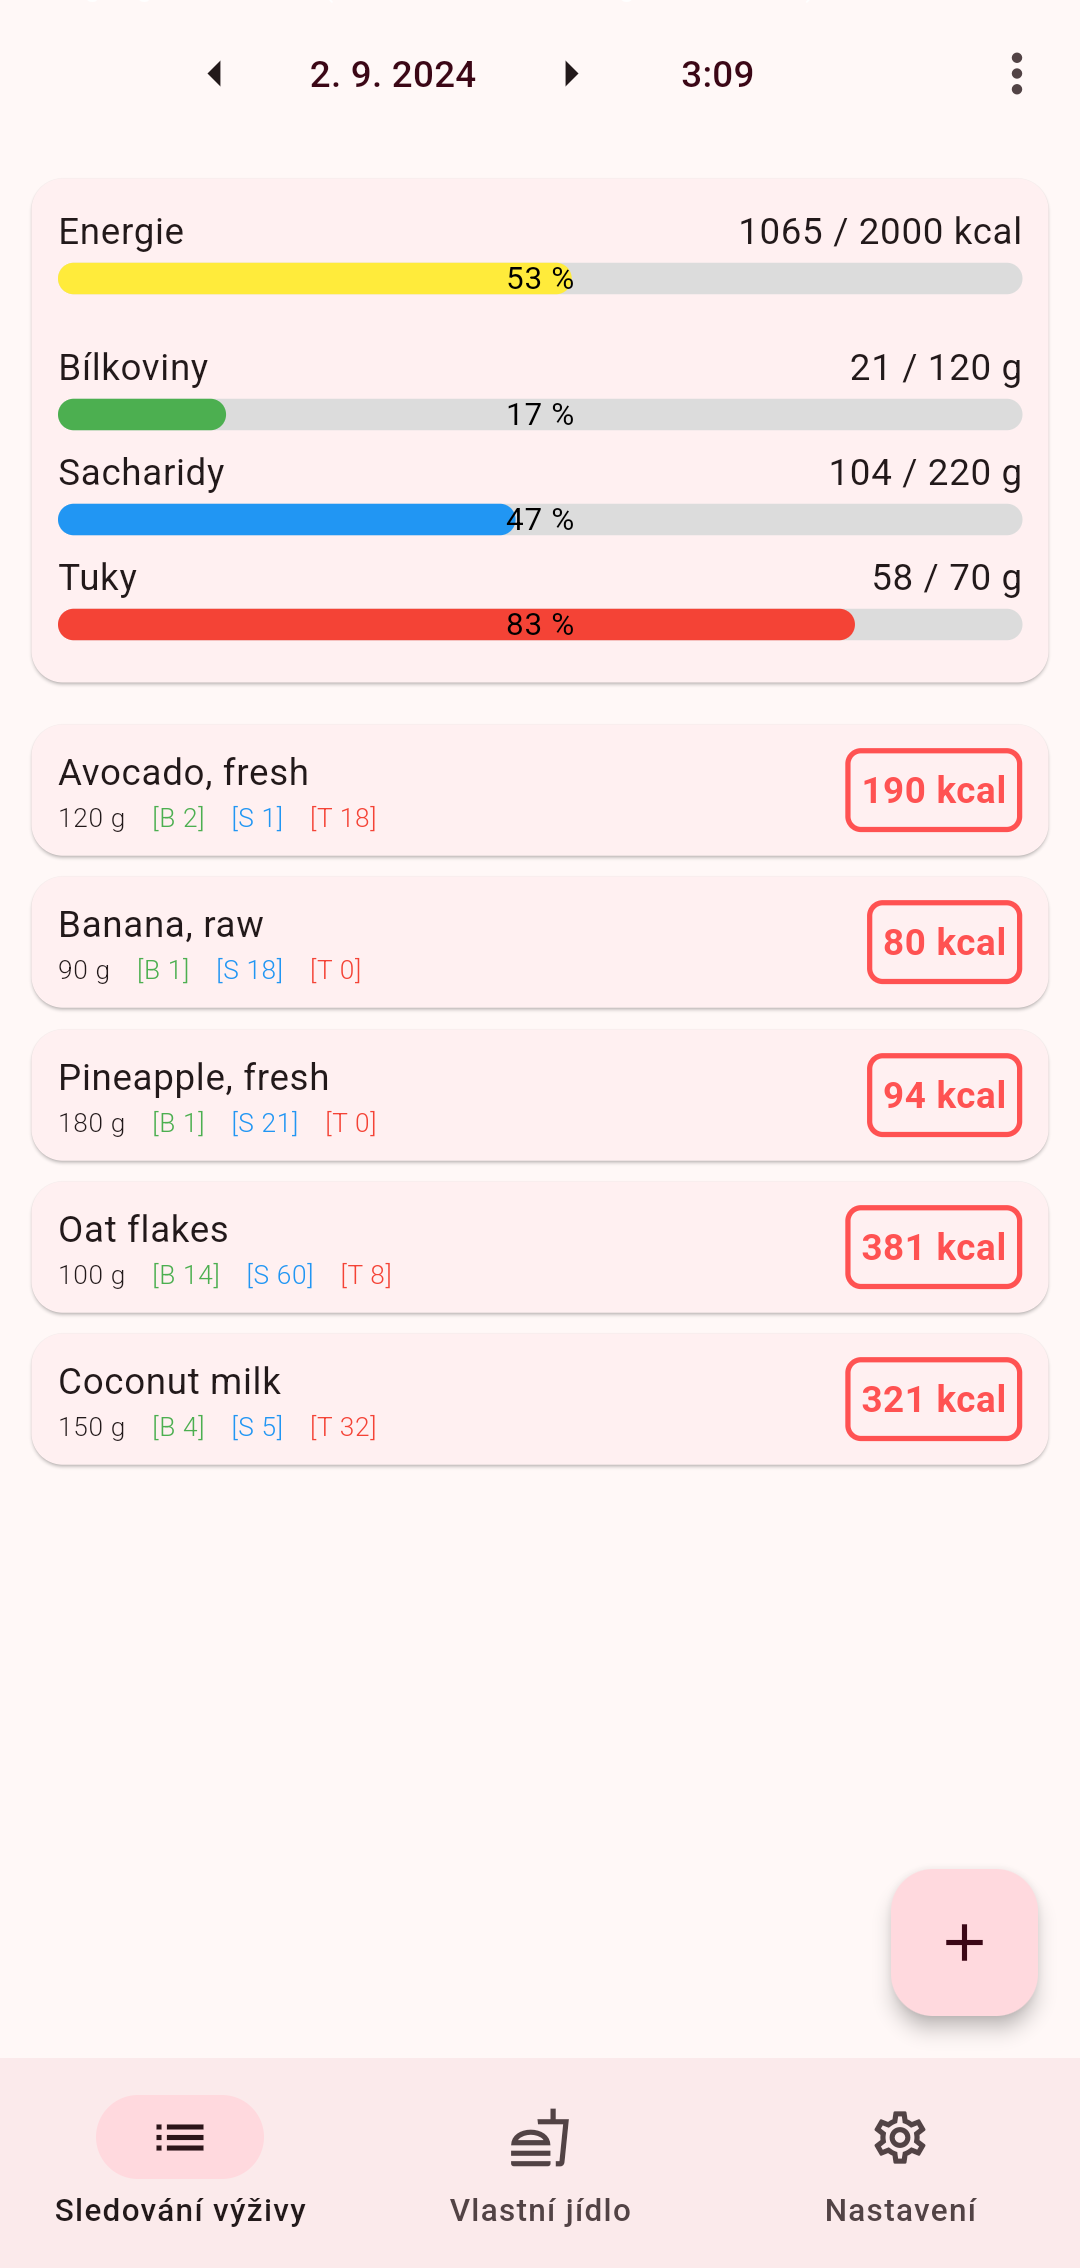 2. 9. 2024 3:09
Energie 1065 / 2000 kcal
53 %
Bílkoviny 21 / 120 g
17 %
Sacharidy 104 / 220 g
47 %
Tuky 58 / 70 g
83 %
Avocado, fresh
120 g [B 2] [S 1] [T 18]
190 kcal
Banana, raw
90 g [B 1] [S 18] [T 0]
80 kcal
Pineapple, fresh
180 g [B 1] [S 21] [T 0]
94 kcal
Oat flakes
100 g [B 14] [S 60] [T 8]
381 kcal
Coconut milk
150 g [B 4] [S 5] [T 32]
321 kcal
Sledování výživy Vlastní jídlo Nastavení